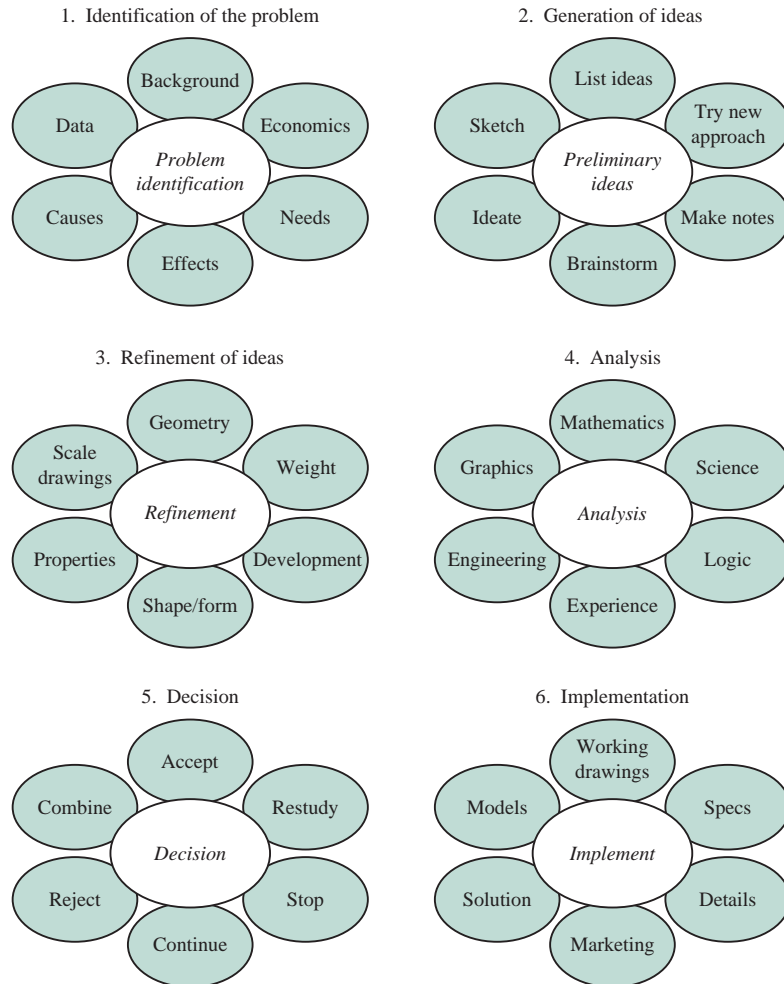 1. Identification of the problem
Background
Data
Economics
Problem
identification
Causes
Needs
Effects
2. Generation of ideas
List ideas
Sketch
Try new
approach
Preliminary
ideas
Ideate
Make notes
Brainstorm
3. Refinement of ideas
Geometry
Scale
drawings
Weight
Refinement
Properties
Development
Shape/form
4. Analysis
Mathematics
Graphics
Science
Analysis
Engineering
Logic
Experience
5. Decision
Accept
Combine
Restudy
Decision
Reject
Stop
Continue
6. Implementation
Working
drawings
Models
Specs
Implement
Solution
Details
Marketing